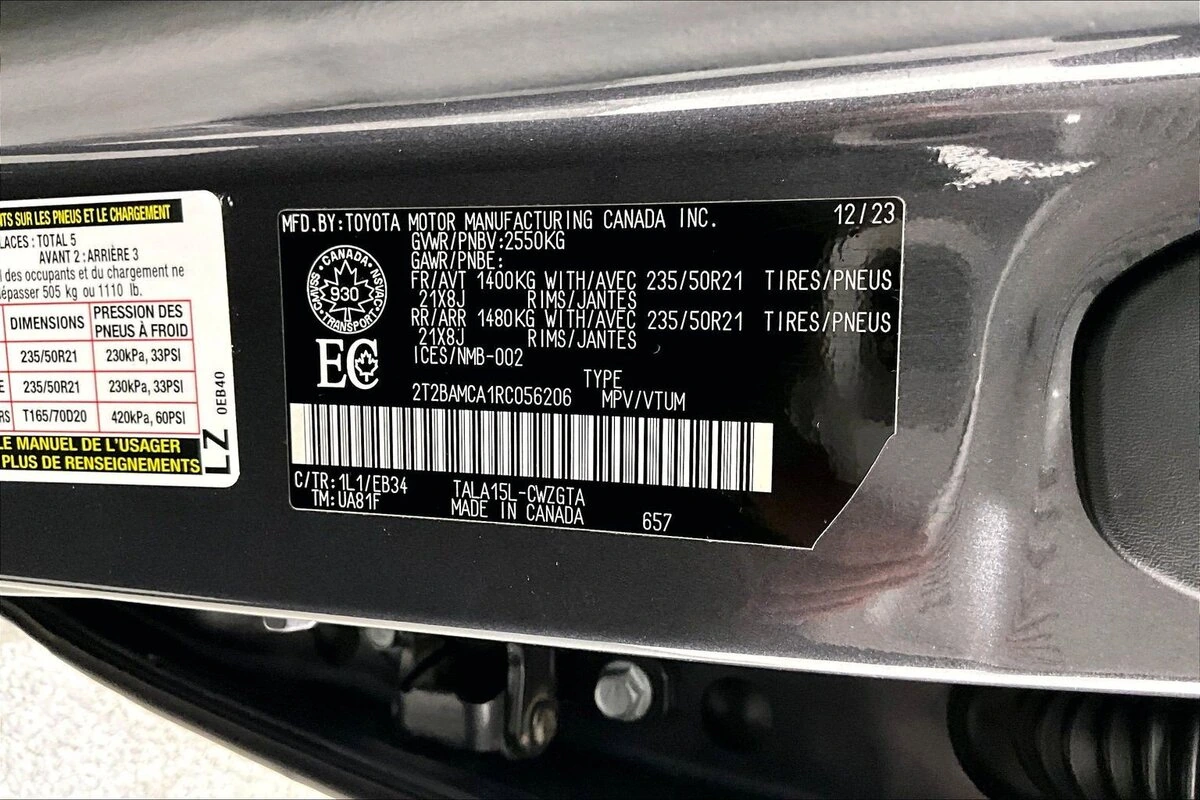 NTS SUR LES PNEUS ET LE CHARGEMENT
LACES : TOTAL 5
AVANT 2 : ARRIÈRE 3
l des occupants et du chargement ne
épasser 505 kg ou 1110 lb.
DIMENSIONS PRESSION DES PNEUS À FROID
235/50R21 230kPa, 33PSI
E 235/50R21 230kPa, 33PSI
RS T165/70D20 420kPa, 60PSI
LE MANUEL DE L'USAGER
PLUS DE RENSEIGNEMENTS
0EB40
LZ
MFD.BY:TOYOTA MOTOR MANUFACTURING CANADA INC. 12/23
GVWR/PNBV:2550KG
GAWR/PNBE:
FR/AVT 1400KG WITH/AVEC 235/50R21 TIRES/PNEUS
21X8J RIMS/JANTES
RR/ARR 1480KG WITH/AVEC 235/50R21 TIRES/PNEUS
21X8J RIMS/JANTES
ICES/NMB-002
CANADA
CMVSS 930 NSVAC
TRANSPORT
EC
TYPE
2T2BAMCA1RC056206 MPV/VTUM
C/TR:1L1/EB34 TALA15L-CWZGTA
TM:UA81F MADE IN CANADA 657